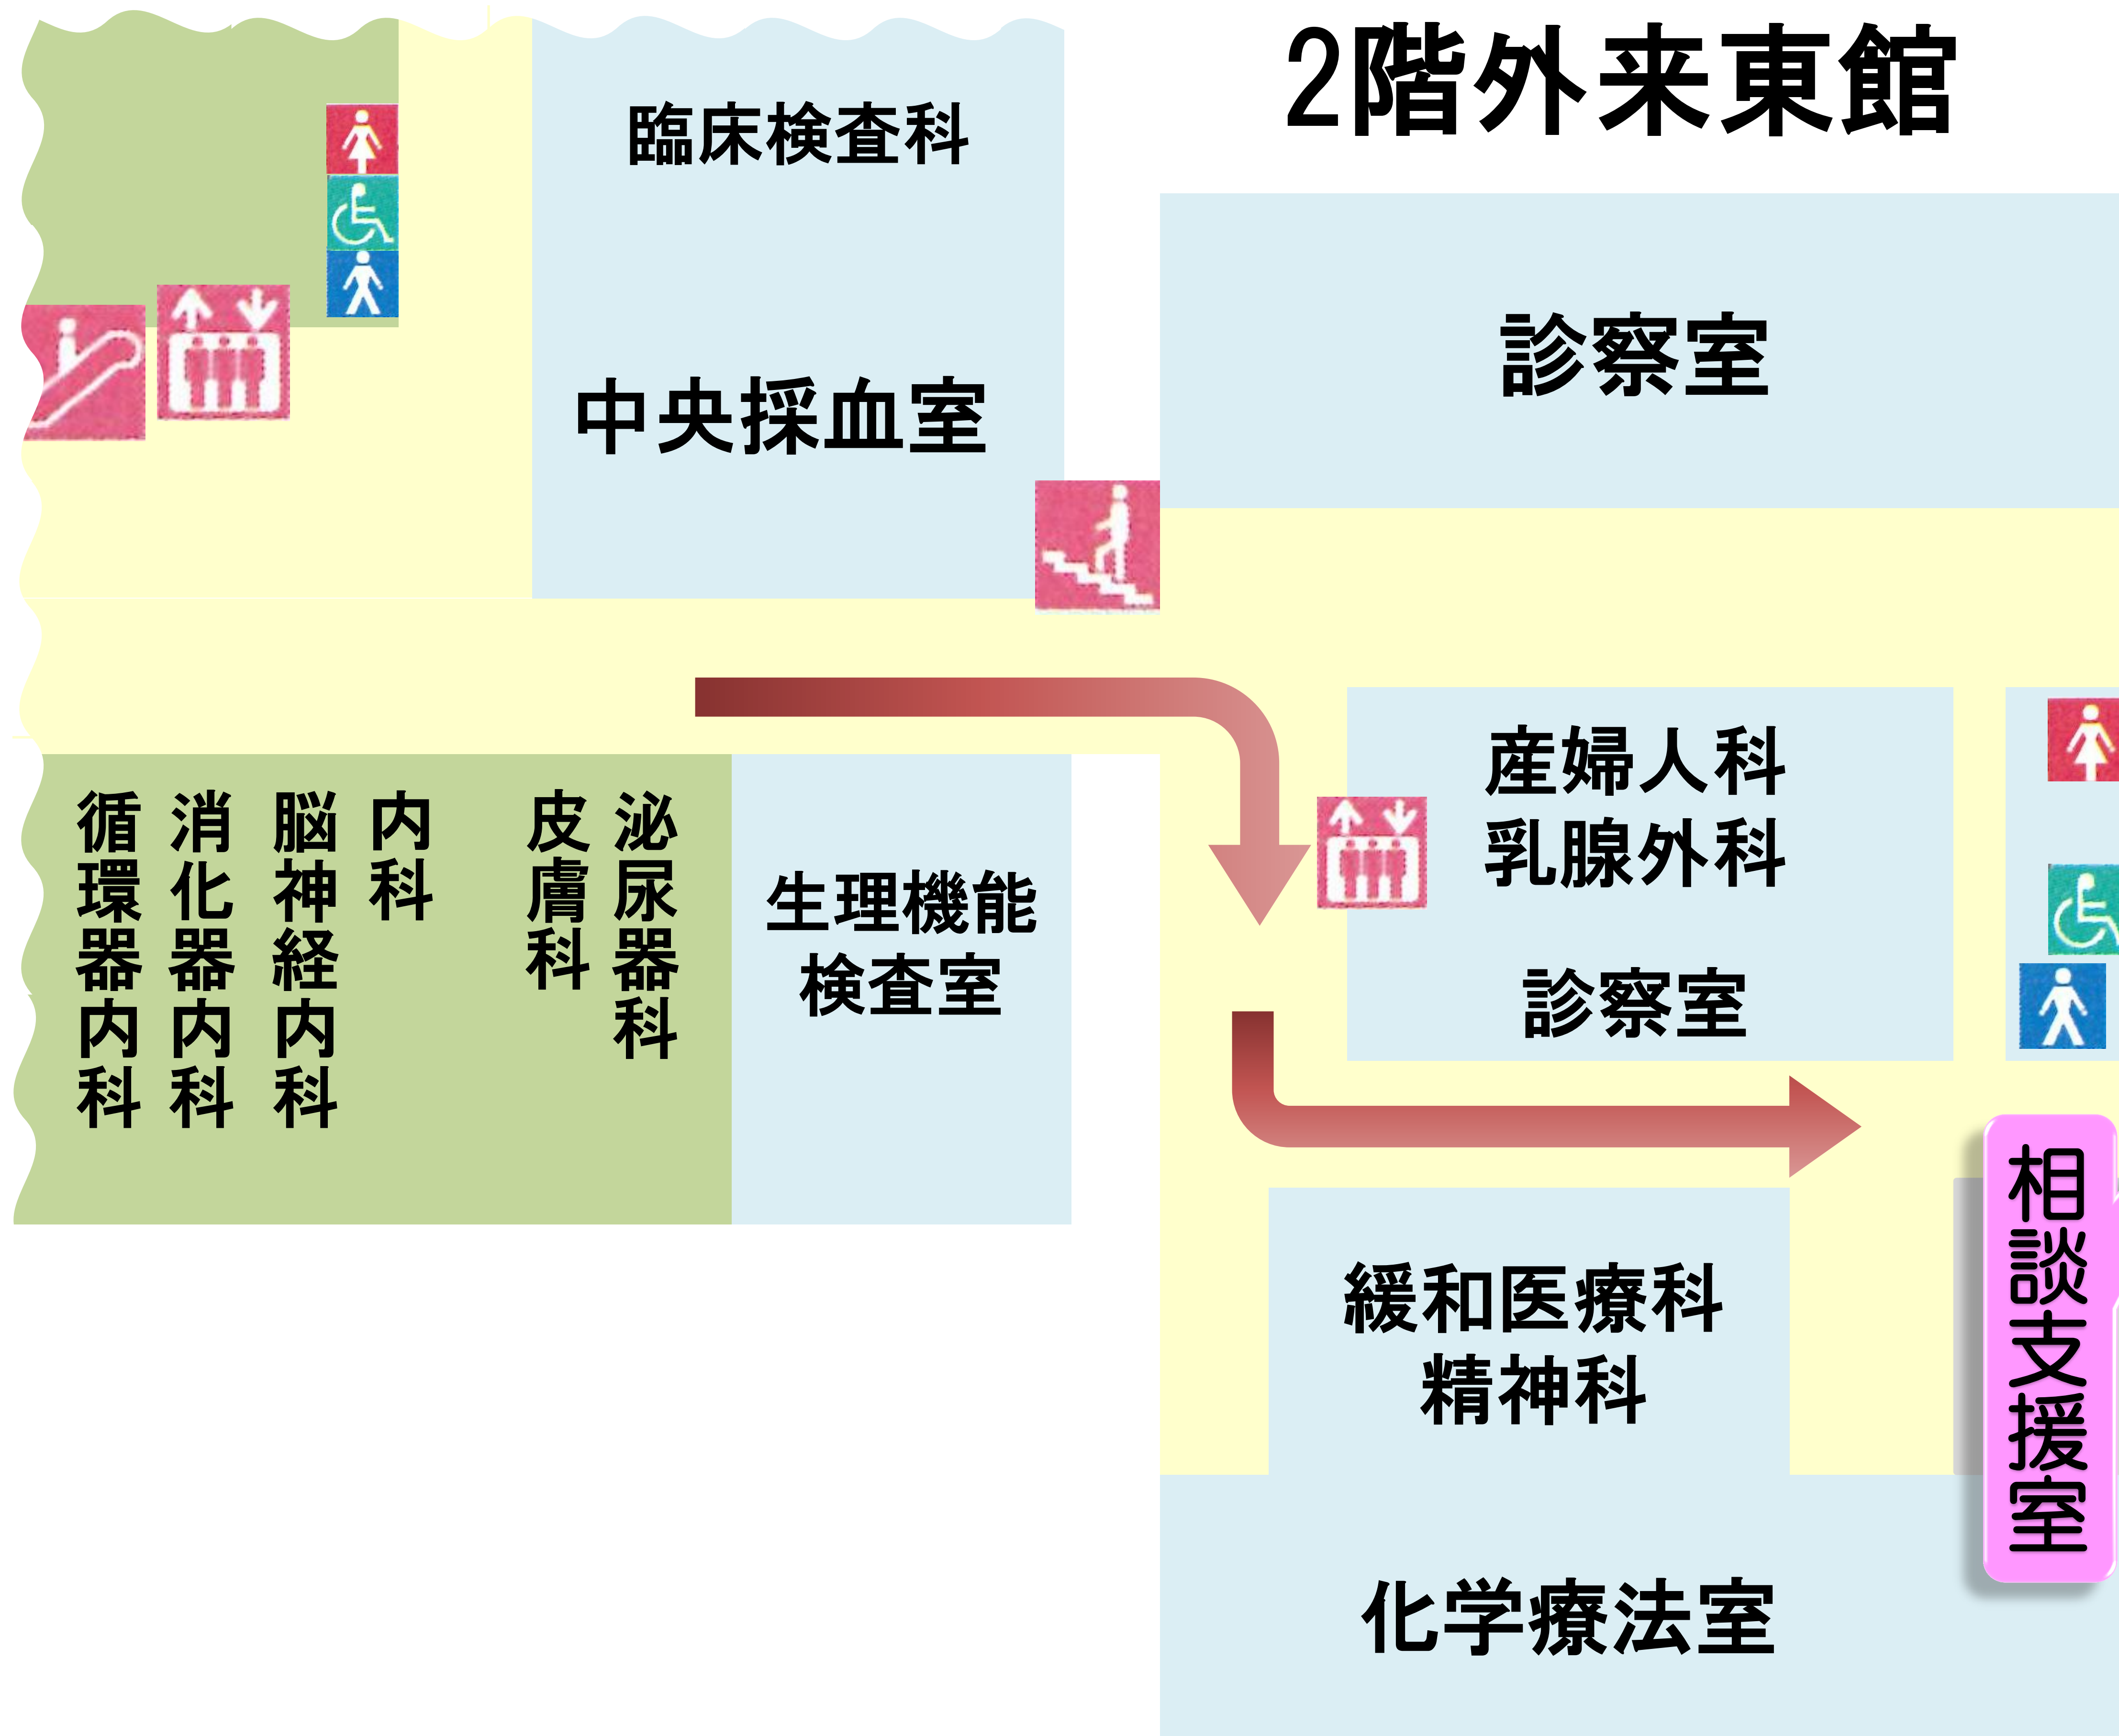 2階外来東館
臨床検査科
中央採血室
診察室
産婦人科
乳腺外科
診察室
循環器内科
消化器内科
脳神経内科
内科
皮膚科
泌尿器科
生理機能
検査室
緩和医療科
精神科
相談支援室
化学療法室